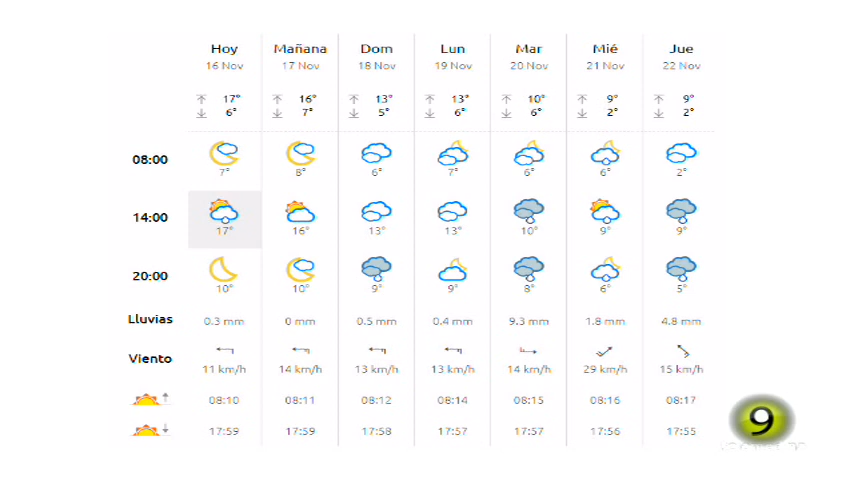 Hoy Mañana Dom Lun Mar Mié Jue
16 Nov 17 Nov 18 Nov 19 Nov 20 Nov 21 Nov 22 Nov
17° 16° 13° 13° 10° 9° 9°
6° 7° 5° 6° 6° 2° 2°
08:00 7° 8° 6° 7° 6° 6° 2°
14:00 17° 16° 13° 13° 10° 9° 9°
20:00 10° 10° 9° 9° 8° 6° 5°
Lluvias 0.3 mm 0 mm 0.5 mm 0.4 mm 9.3 mm 1.8 mm 4.8 mm
Viento 11 km/h 14 km/h 13 km/h 13 km/h 14 km/h 29 km/h 15 km/h
08:10 08:11 08:12 08:14 08:15 08:16 08:17
17:59 17:59 17:58 17:57 17:57 17:56 17:55
9